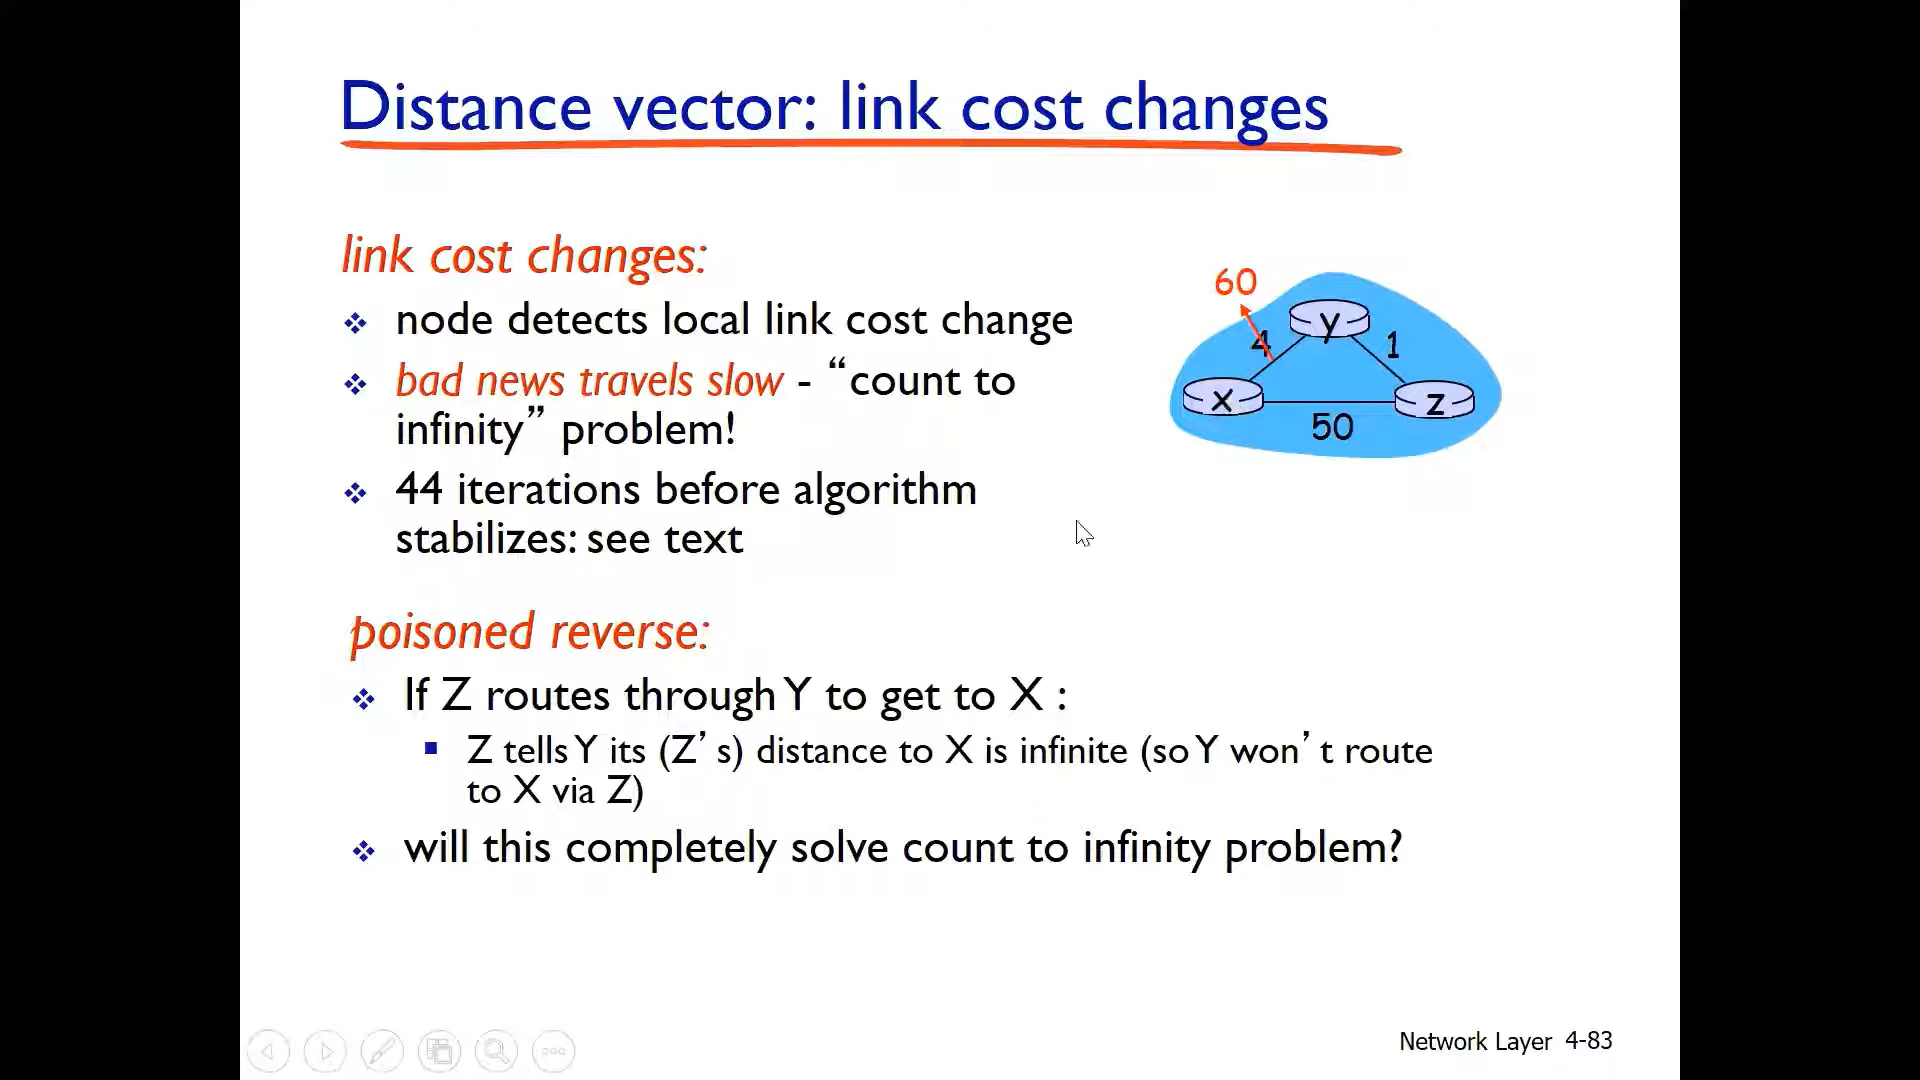 Distance vector: link cost changes
link cost changes:
node detects local link cost change
bad news travels slow - “count to
infinity” problem!
44 iterations before algorithm
stabilizes: see text
60
4
y
1
x
z
50
poisoned reverse:
If Z routes through Y to get to X :
Z tells Y its (Z’s) distance to X is infinite (so Y won’t route
to X via Z)
will this completely solve count to infinity problem?
Network Layer 4-83